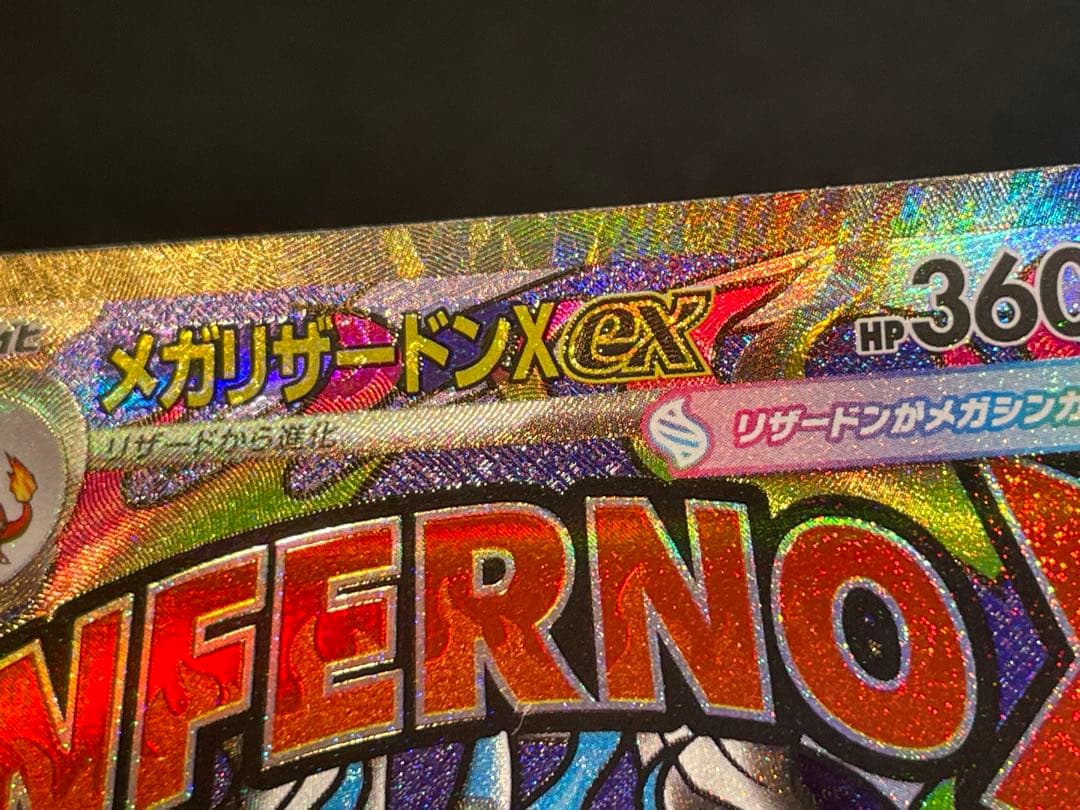 メガリザードンXex HP360
リザードから進化 リザードンがメガシンカ
INFERNO X